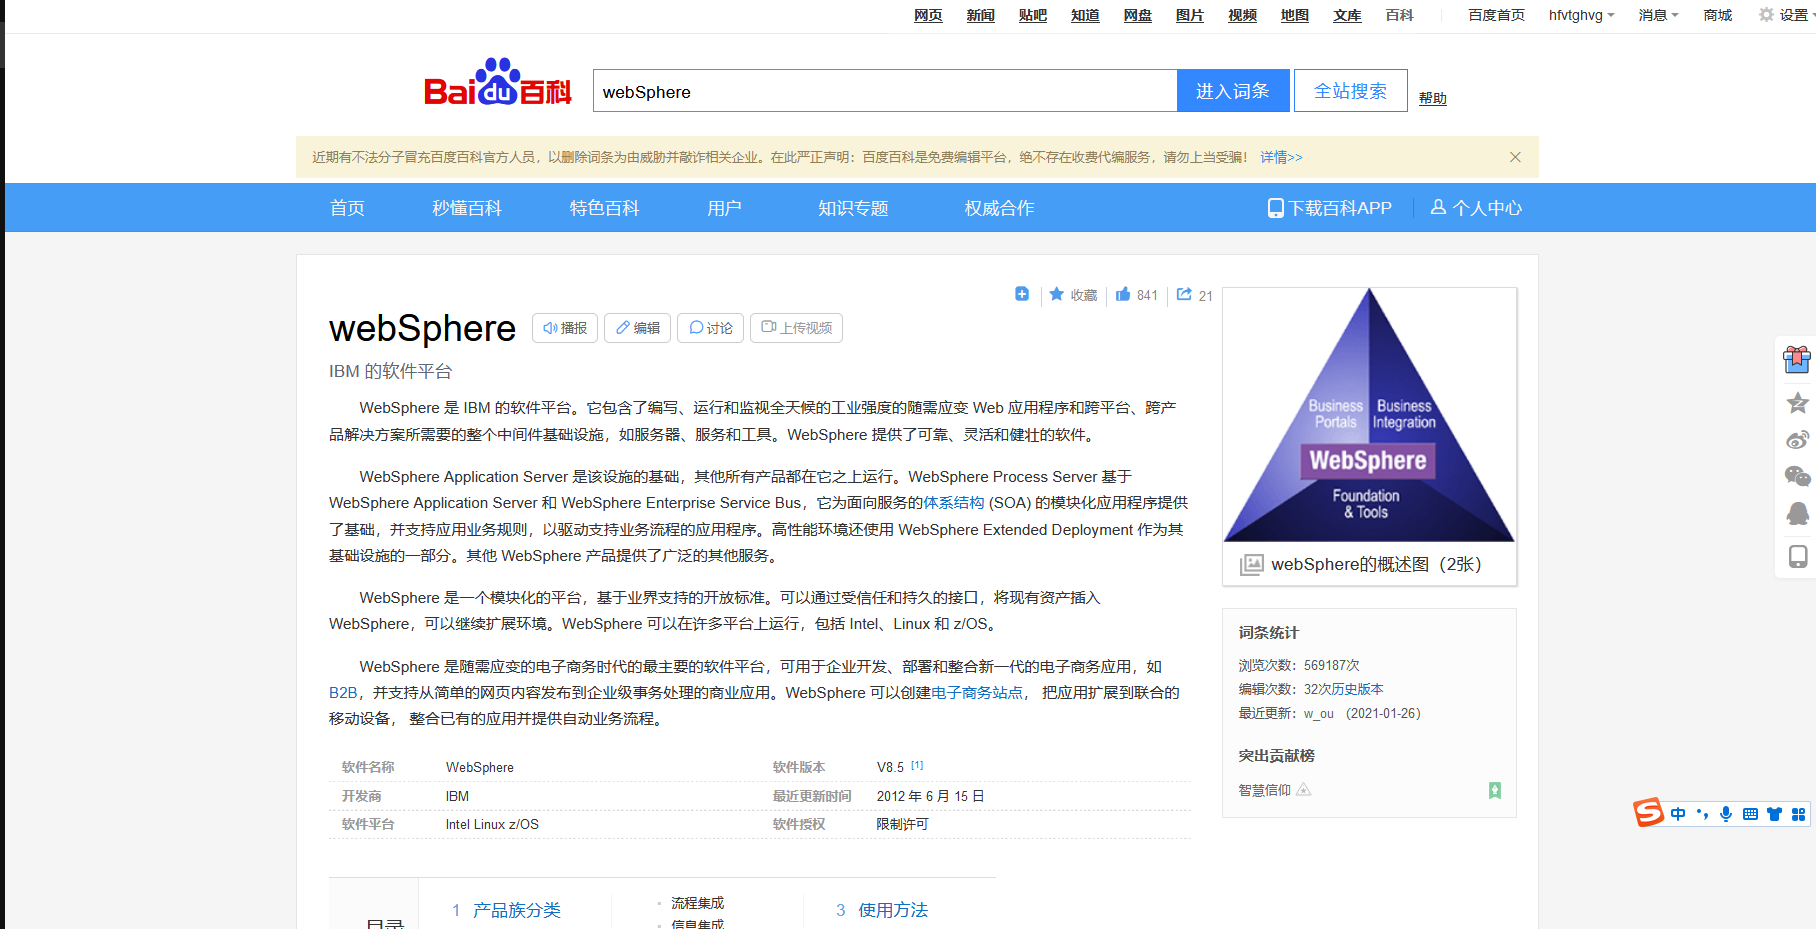 网页 新闻 贴吧 知道 网盘 图片 视频 地图 文库 百科 百度首页 hfvtghvg 消息 商城 设置
Baidu百科 webSphere 进入词条 全站搜索 帮助
近期有不法分子冒充百度百科官方人员，以删除词条为由威胁并敲诈相关企业。在此严正声明：百度百科是免费编辑平台，绝不存在收费代编服务，请勿上当受骗！ 详情>>
首页 秒懂百科 特色百科 用户 知识专题 权威合作 下载百科APP 个人中心
收藏 841 21
webSphere 播报 编辑 讨论 上传视频
IBM 的软件平台
WebSphere 是 IBM 的软件平台。它包含了编写、运行和监视全天候的工业强度的随需应变 Web 应用程序和跨平台、跨产
品解决方案所需要的整个中间件基础设施，如服务器、服务和工具。WebSphere 提供了可靠、灵活和健壮的软件。
WebSphere Application Server 是该设施的基础，其他所有产品都在它之上运行。WebSphere Process Server 基于
WebSphere Application Server 和 WebSphere Enterprise Service Bus，它为面向服务的体系结构 (SOA) 的模块化应用程序提供
了基础，并支持应用业务规则，以驱动支持业务流程的应用程序。高性能环境还使用 WebSphere Extended Deployment 作为其
基础设施的一部分。其他 WebSphere 产品提供了广泛的其他服务。
WebSphere 是一个模块化的平台，基于业界支持的开放标准。可以通过受信任和持久的接口，将现有资产插入
WebSphere，可以继续扩展环境。WebSphere 可以在许多平台上运行，包括 Intel、Linux 和 z/OS。
WebSphere 是随需应变的电子商务时代的最主要的软件平台，可用于企业开发、部署和整合新一代的电子商务应用，如
B2B，并支持从简单的网页内容发布到企业级事务处理的商业应用。WebSphere 可以创建电子商务站点， 把应用扩展到联合的
移动设备， 整合已有的应用并提供自动业务流程。
软件名称 WebSphere 软件版本 V8.5 [1]
开发商 IBM 最近更新时间 2012 年 6 月 15 日
软件平台 Intel Linux z/OS 软件授权 限制许可
目录
1 产品族分类
流程集成
信息集成
3 使用方法
Business Portals
Business Integration
WebSphere
Foundation
& Tools
webSphere的概述图（2张）
词条统计
浏览次数：569187次
编辑次数：32次历史版本
最近更新：w_ou （2021-01-26）
突出贡献榜
智慧信仰
中